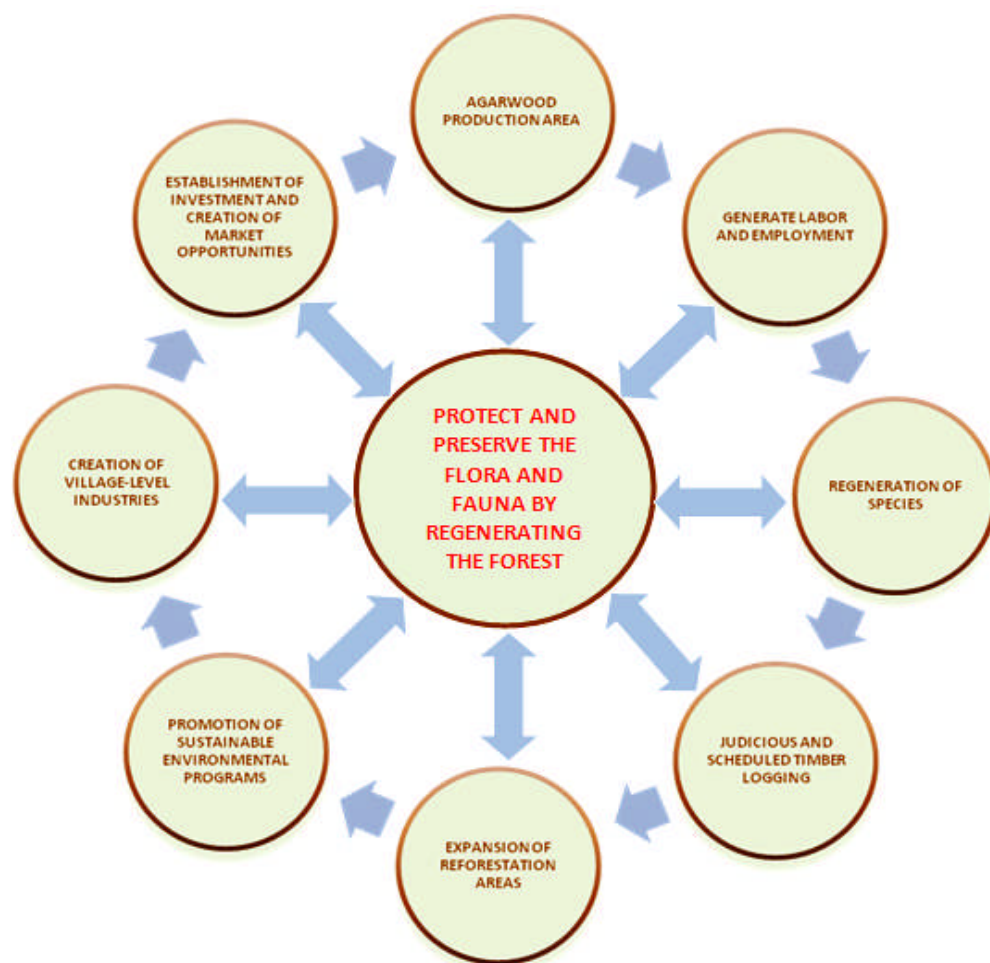 AGARWOOD
PRODUCTION AREA
GENERATE LABOR
AND EMPLOYMENT
REGENERATION OF
SPECIES
JUDICIOUS AND
SCHEDULED TIMBER
LOGGING
EXPANSION OF
REFORESTATION
AREAS
PROMOTION OF
SUSTAINABLE
ENVIRONMENTAL
PROGRAMS
CREATION OF
VILLAGE-LEVEL
INDUSTRIES
ESTABLISHMENT OF
INVESTMENT AND
CREATION OF
MARKET
OPPORTUNITIES
PROTECT AND
PRESERVE THE
FLORA AND
FAUNA BY
REGENERATING
THE FOREST